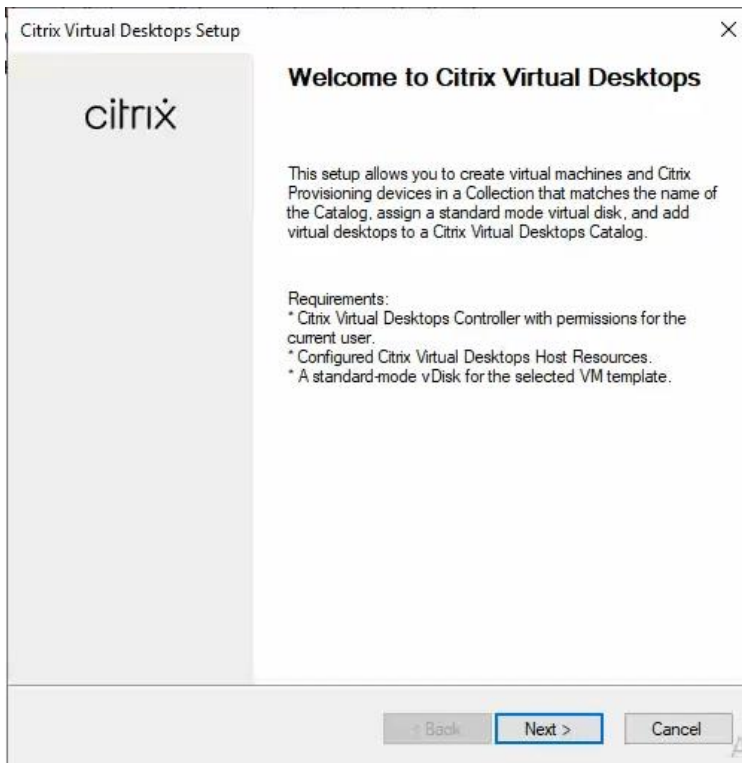 Citrix Virtual Desktops Setup
citrix
Welcome to Citrix Virtual Desktops
This setup allows you to create virtual machines and Citrix
Provisioning devices in a Collection that matches the name of
the Catalog, assign a standard mode virtual disk, and add
virtual desktops to a Citrix Virtual Desktops Catalog.
Requirements:
* Citrix Virtual Desktops Controller with permissions for the
current user.
* Configured Citrix Virtual Desktops Host Resources.
* A standard-mode vDisk for the selected VM template.
< Back
Next >
Cancel